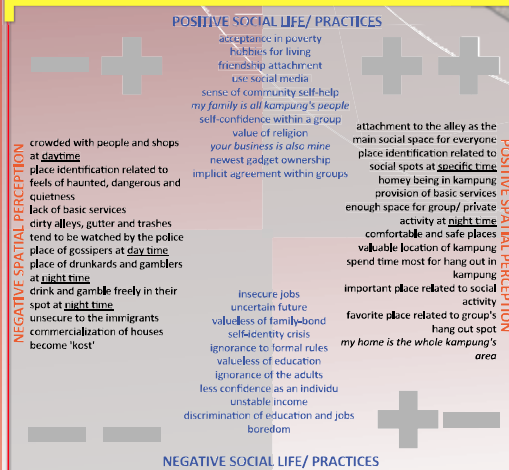 POSITIVE SOCIAL LIFE/ PRACTICES
acceptance in poverty
hobbies for living
friendship attachment
use social media
sense of community self-help
my family is all kampung's people
self-confidence within a group
value of religion
your business is also mine
newest gadget ownership
implicit agreement within groups
NEGATIVE SPATIAL PERCEPTION
crowded with people and shops
at daytime
place identification related to
feels of haunted, dangerous and
quietness
lack of basic services
dirty alleys, gutter and trashes
tend to be watched by the police
place of gossipers at day time
place of drunkards and gamblers
at night time
drink and gamble freely in their
spot at night time
unsecure to the immigrants
commercialization of houses
become 'kost'
attachment to the alley as the
main social space for everyone
place identification related to
social spots at specific time
homey being in kampung
provision of basic services
enough space for group/ private
activity at night time
comfortable and safe places
valuable location of kampung
spend time most for hang out in
kampung
important place related to social
activity
favorite place related to group's
hang out spot
my home is the whole kampung's
area
POSITIVE SPATIAL PERCEPTION
insecure jobs
uncertain future
valueless of family-bond
self-identity crisis
ignorance to formal rules
valueless of education
ignorance of the adults
less confidence as an individu
unstable income
discrimination of education and jobs
boredom
NEGATIVE SOCIAL LIFE/ PRACTICES